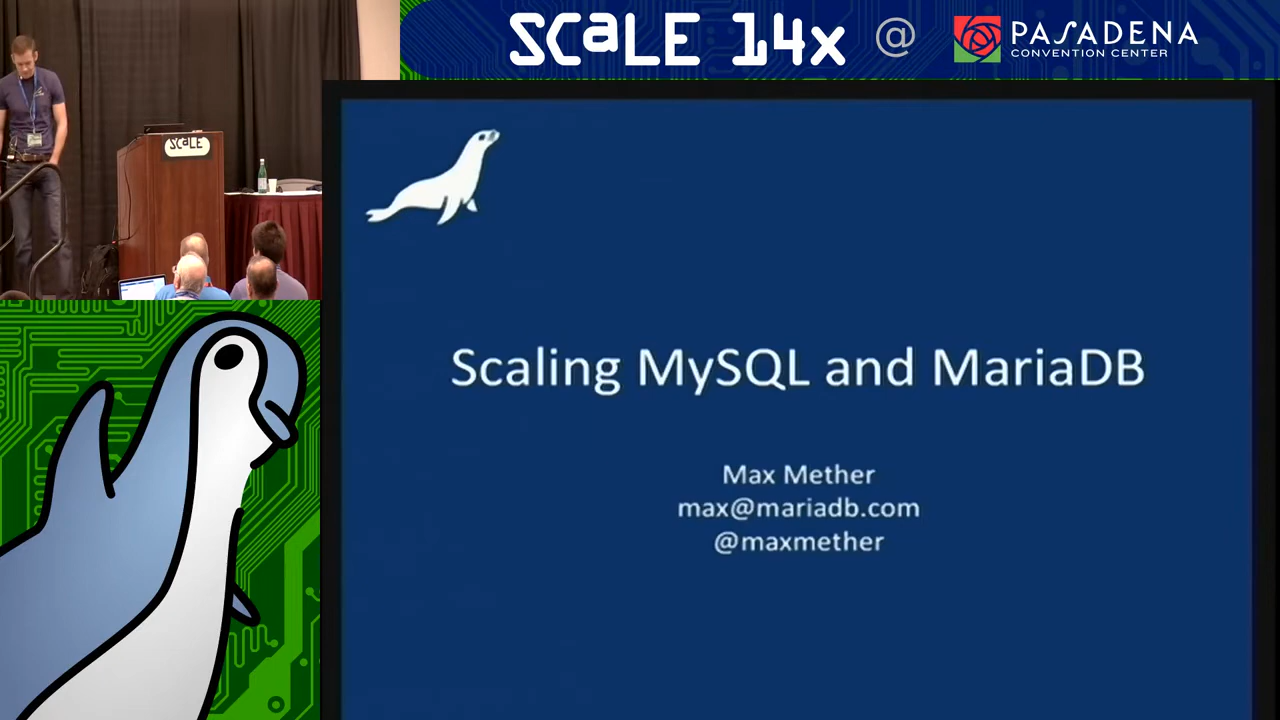 SCaLE 14x @ PASADENA
CONVENTION CENTER
SCaLE
Scaling MySQL and MariaDB
Max Mether
max@mariadb.com
@maxmether